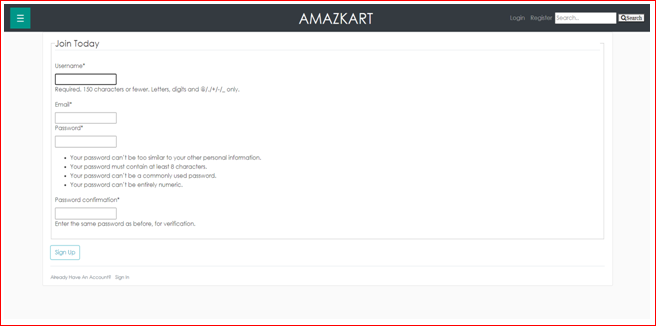 ☰ AMAZKART Login Register Search.. Search
Join Today
Username*
Required. 150 characters or fewer. Letters, digits and @/./+/-/_ only.
Email*
Password*
Your password can't be too similar to your other personal information.
Your password must contain at least 8 characters.
Your password can't be a commonly used password.
Your password can't be entirely numeric.
Password confirmation*
Enter the same password as before, for verification.
Sign Up
Already Have An Account? Sign In